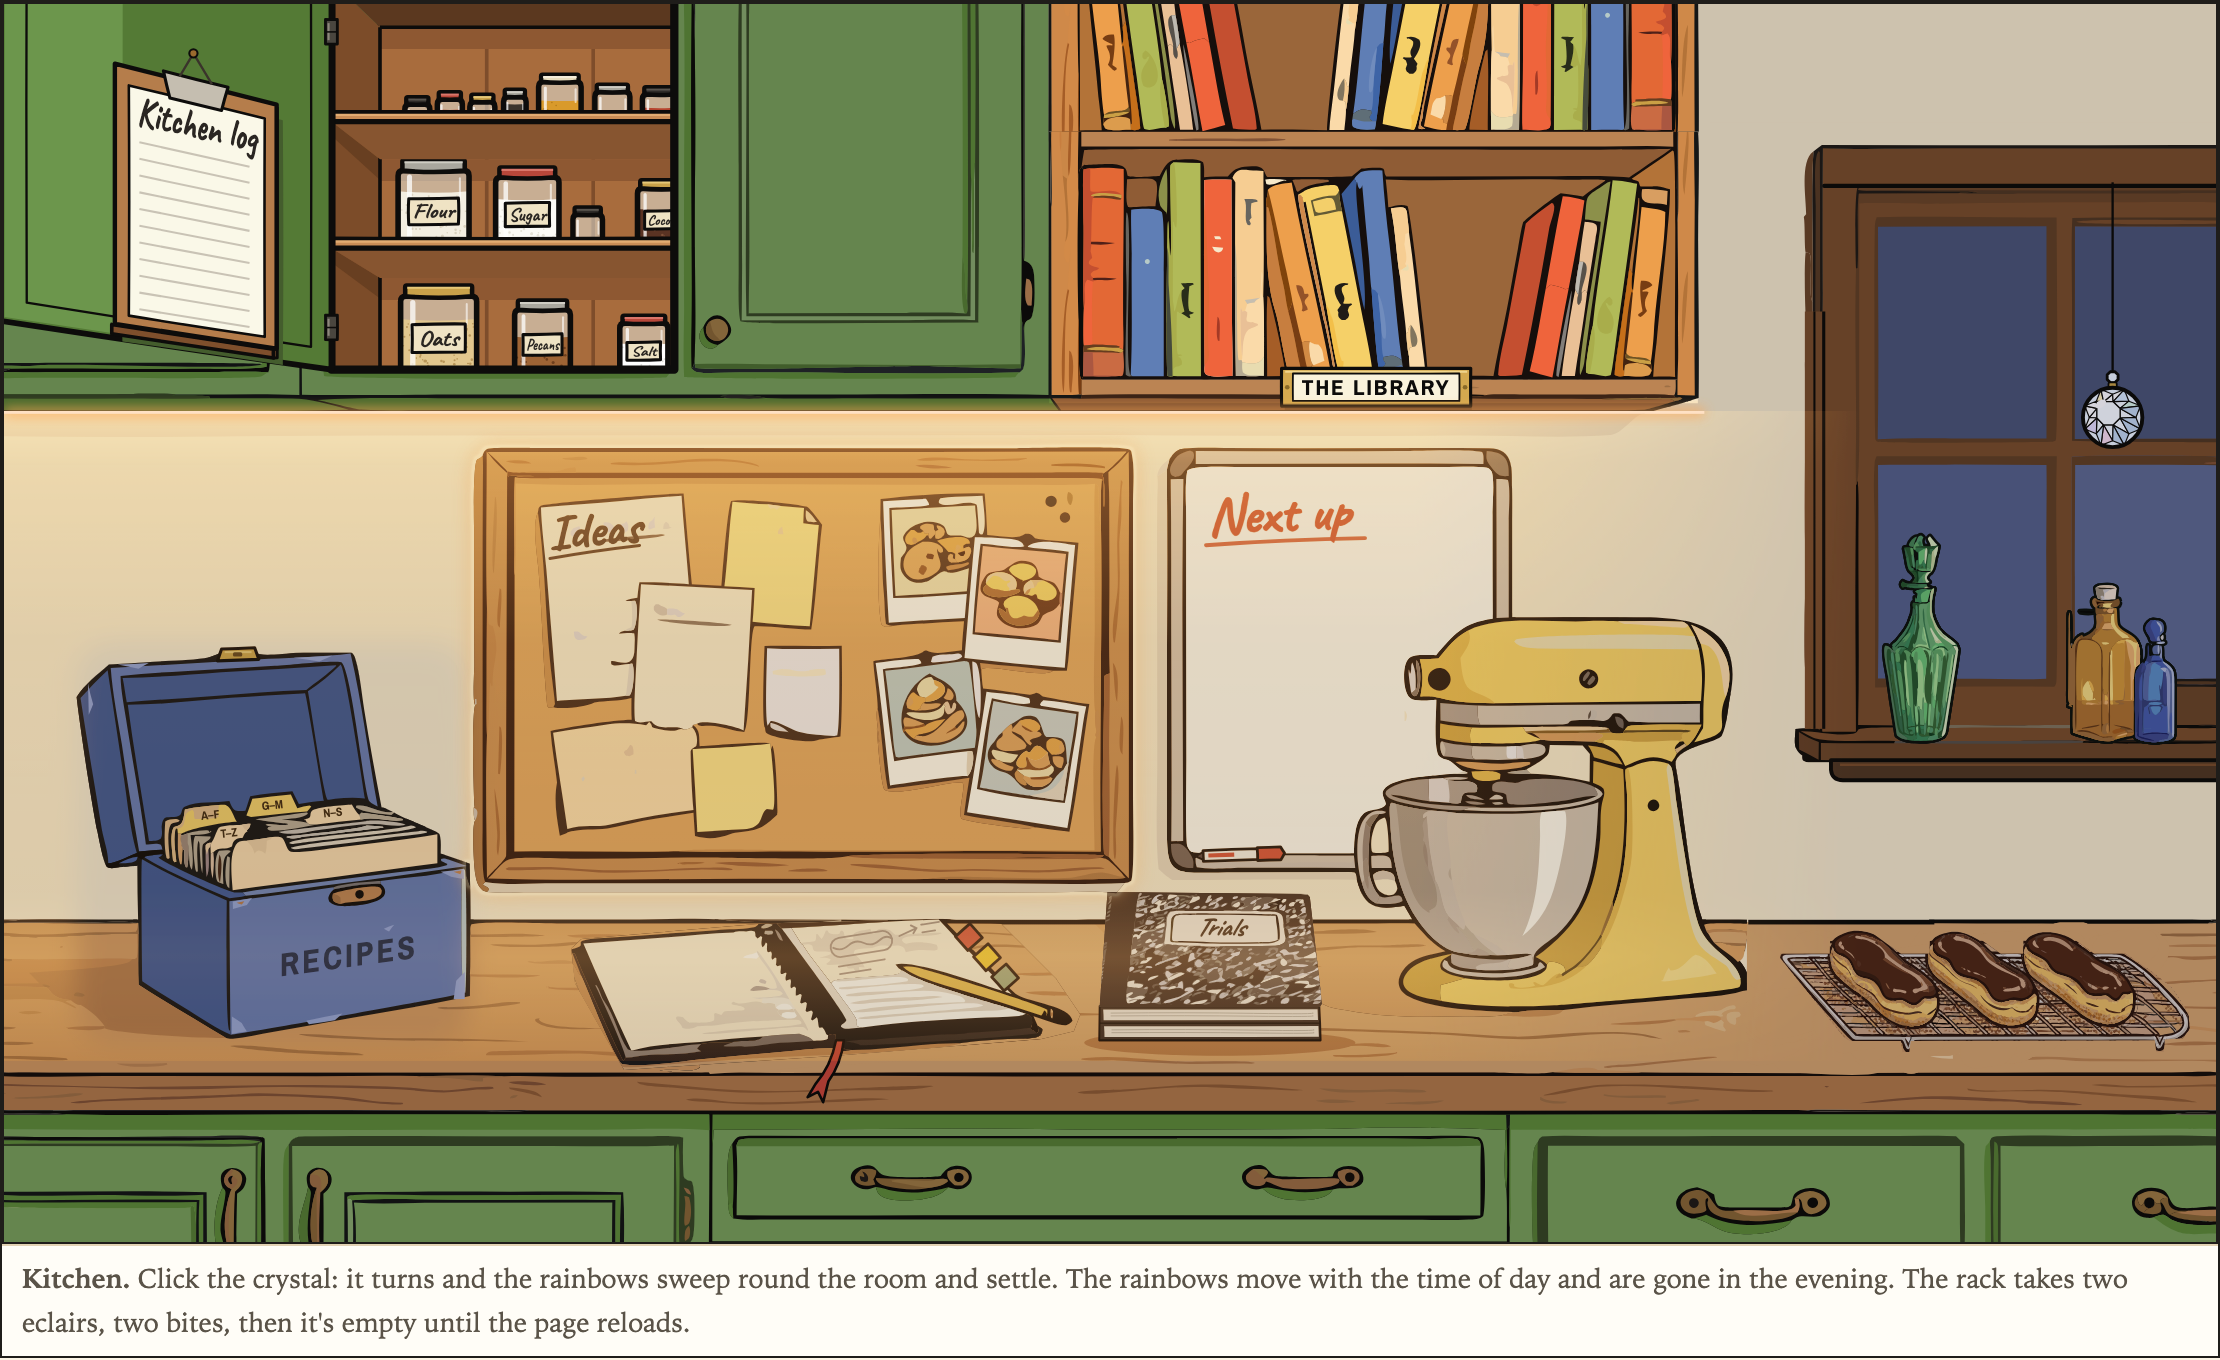 Kitchen log
Flour
Sugar
Coco
Oats
Pecans
Salt
THE LIBRARY
Ideas
Next up
A–F
G–M
N–S
T–Z
RECIPES
Trials
Kitchen. Click the crystal: it turns and the rainbows sweep round the room and settle. The rainbows move with the time of day and are gone in the evening. The rack takes two
eclairs, two bites, then it's empty until the page reloads.